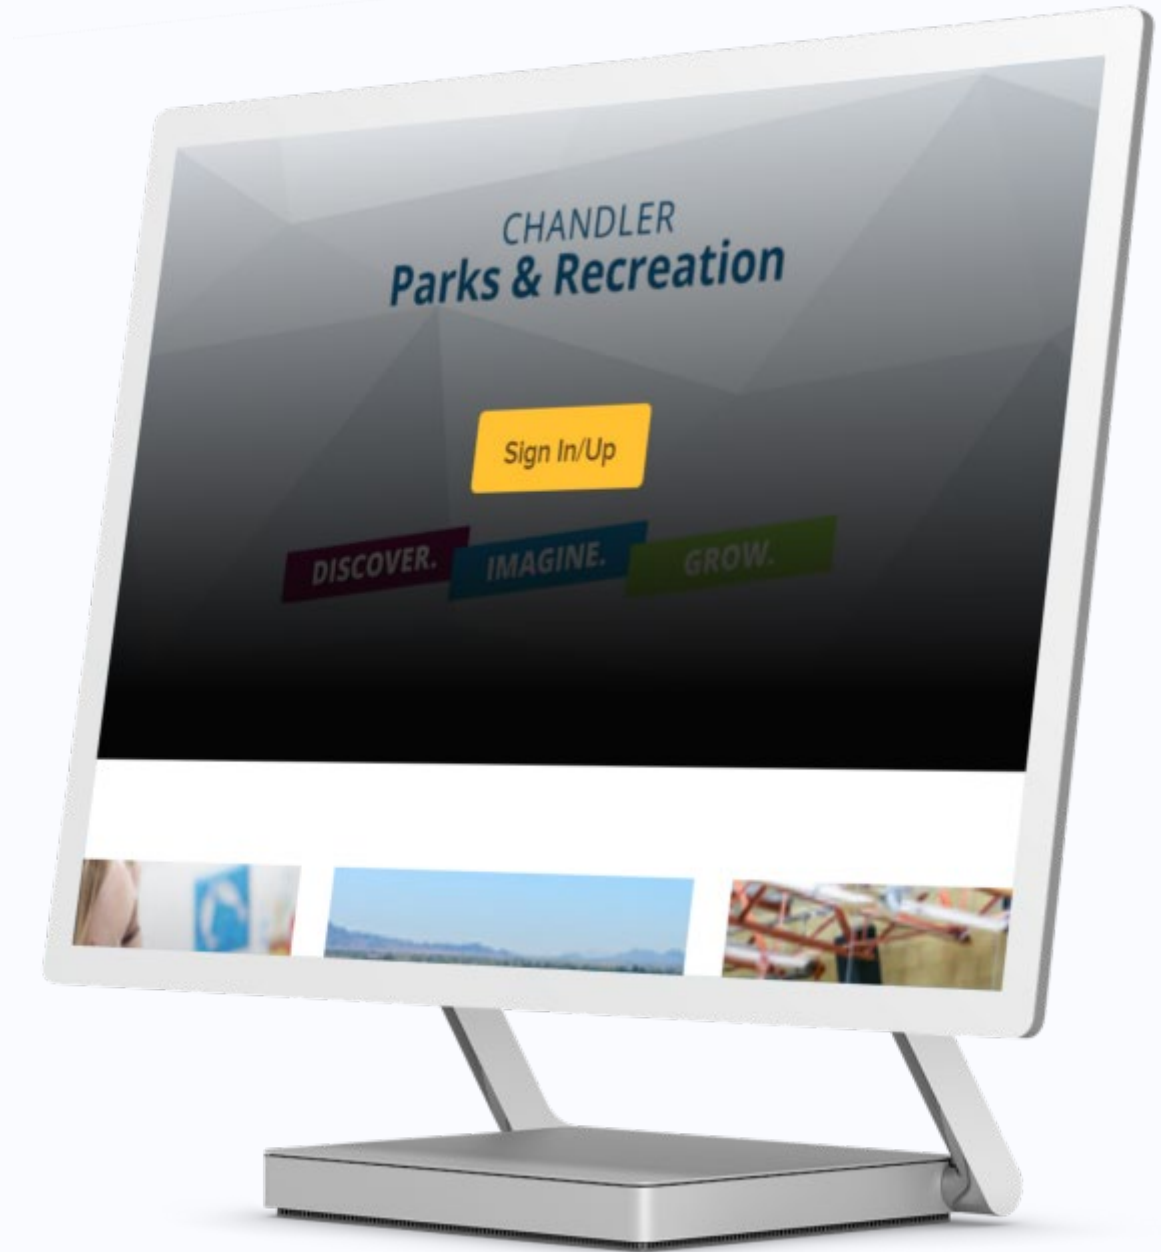 CHANDLER
Parks & Recreation
Sign In/Up
DISCOVER. IMAGINE. GROW.